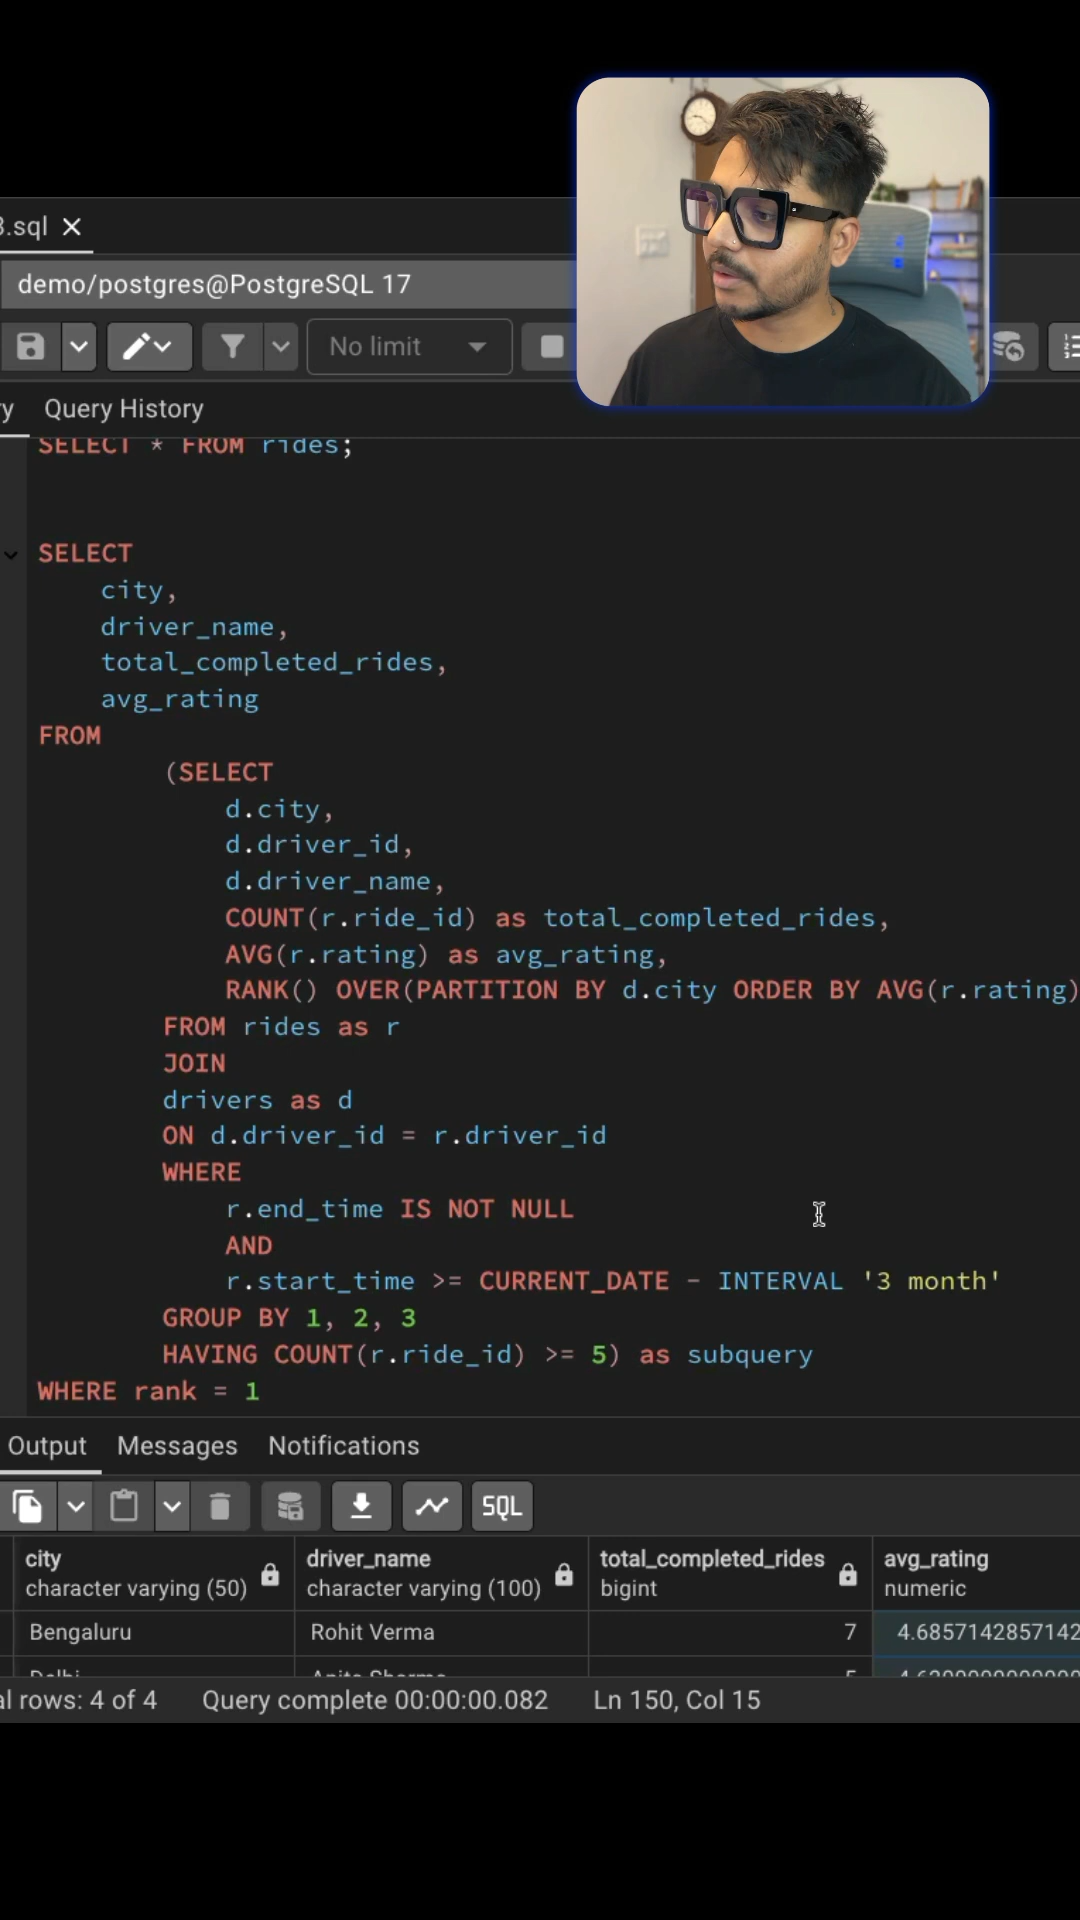 3.sql
demo/postgres@PostgreSQL 17
No limit
Query History
SELECT * FROM rides;
SELECT
city,
driver_name,
total_completed_rides,
avg_rating
FROM
(SELECT
d.city,
d.driver_id,
d.driver_name,
COUNT(r.ride_id) as total_completed_rides,
AVG(r.rating) as avg_rating,
RANK() OVER(PARTITION BY d.city ORDER BY AVG(r.rating)
FROM rides as r
JOIN
drivers as d
ON d.driver_id = r.driver_id
WHERE
r.end_time IS NOT NULL
AND
r.start_time >= CURRENT_DATE - INTERVAL '3 month'
GROUP BY 1, 2, 3
HAVING COUNT(r.ride_id) >= 5) as subquery
WHERE rank = 1
Output Messages Notifications
SQL
city driver_name total_completed_rides avg_rating
character varying (50) character varying (100) bigint numeric
Bengaluru Rohit Verma 7 4.6857142857142
rows: 4 of 4 Query complete 00:00:00.082 Ln 150, Col 15